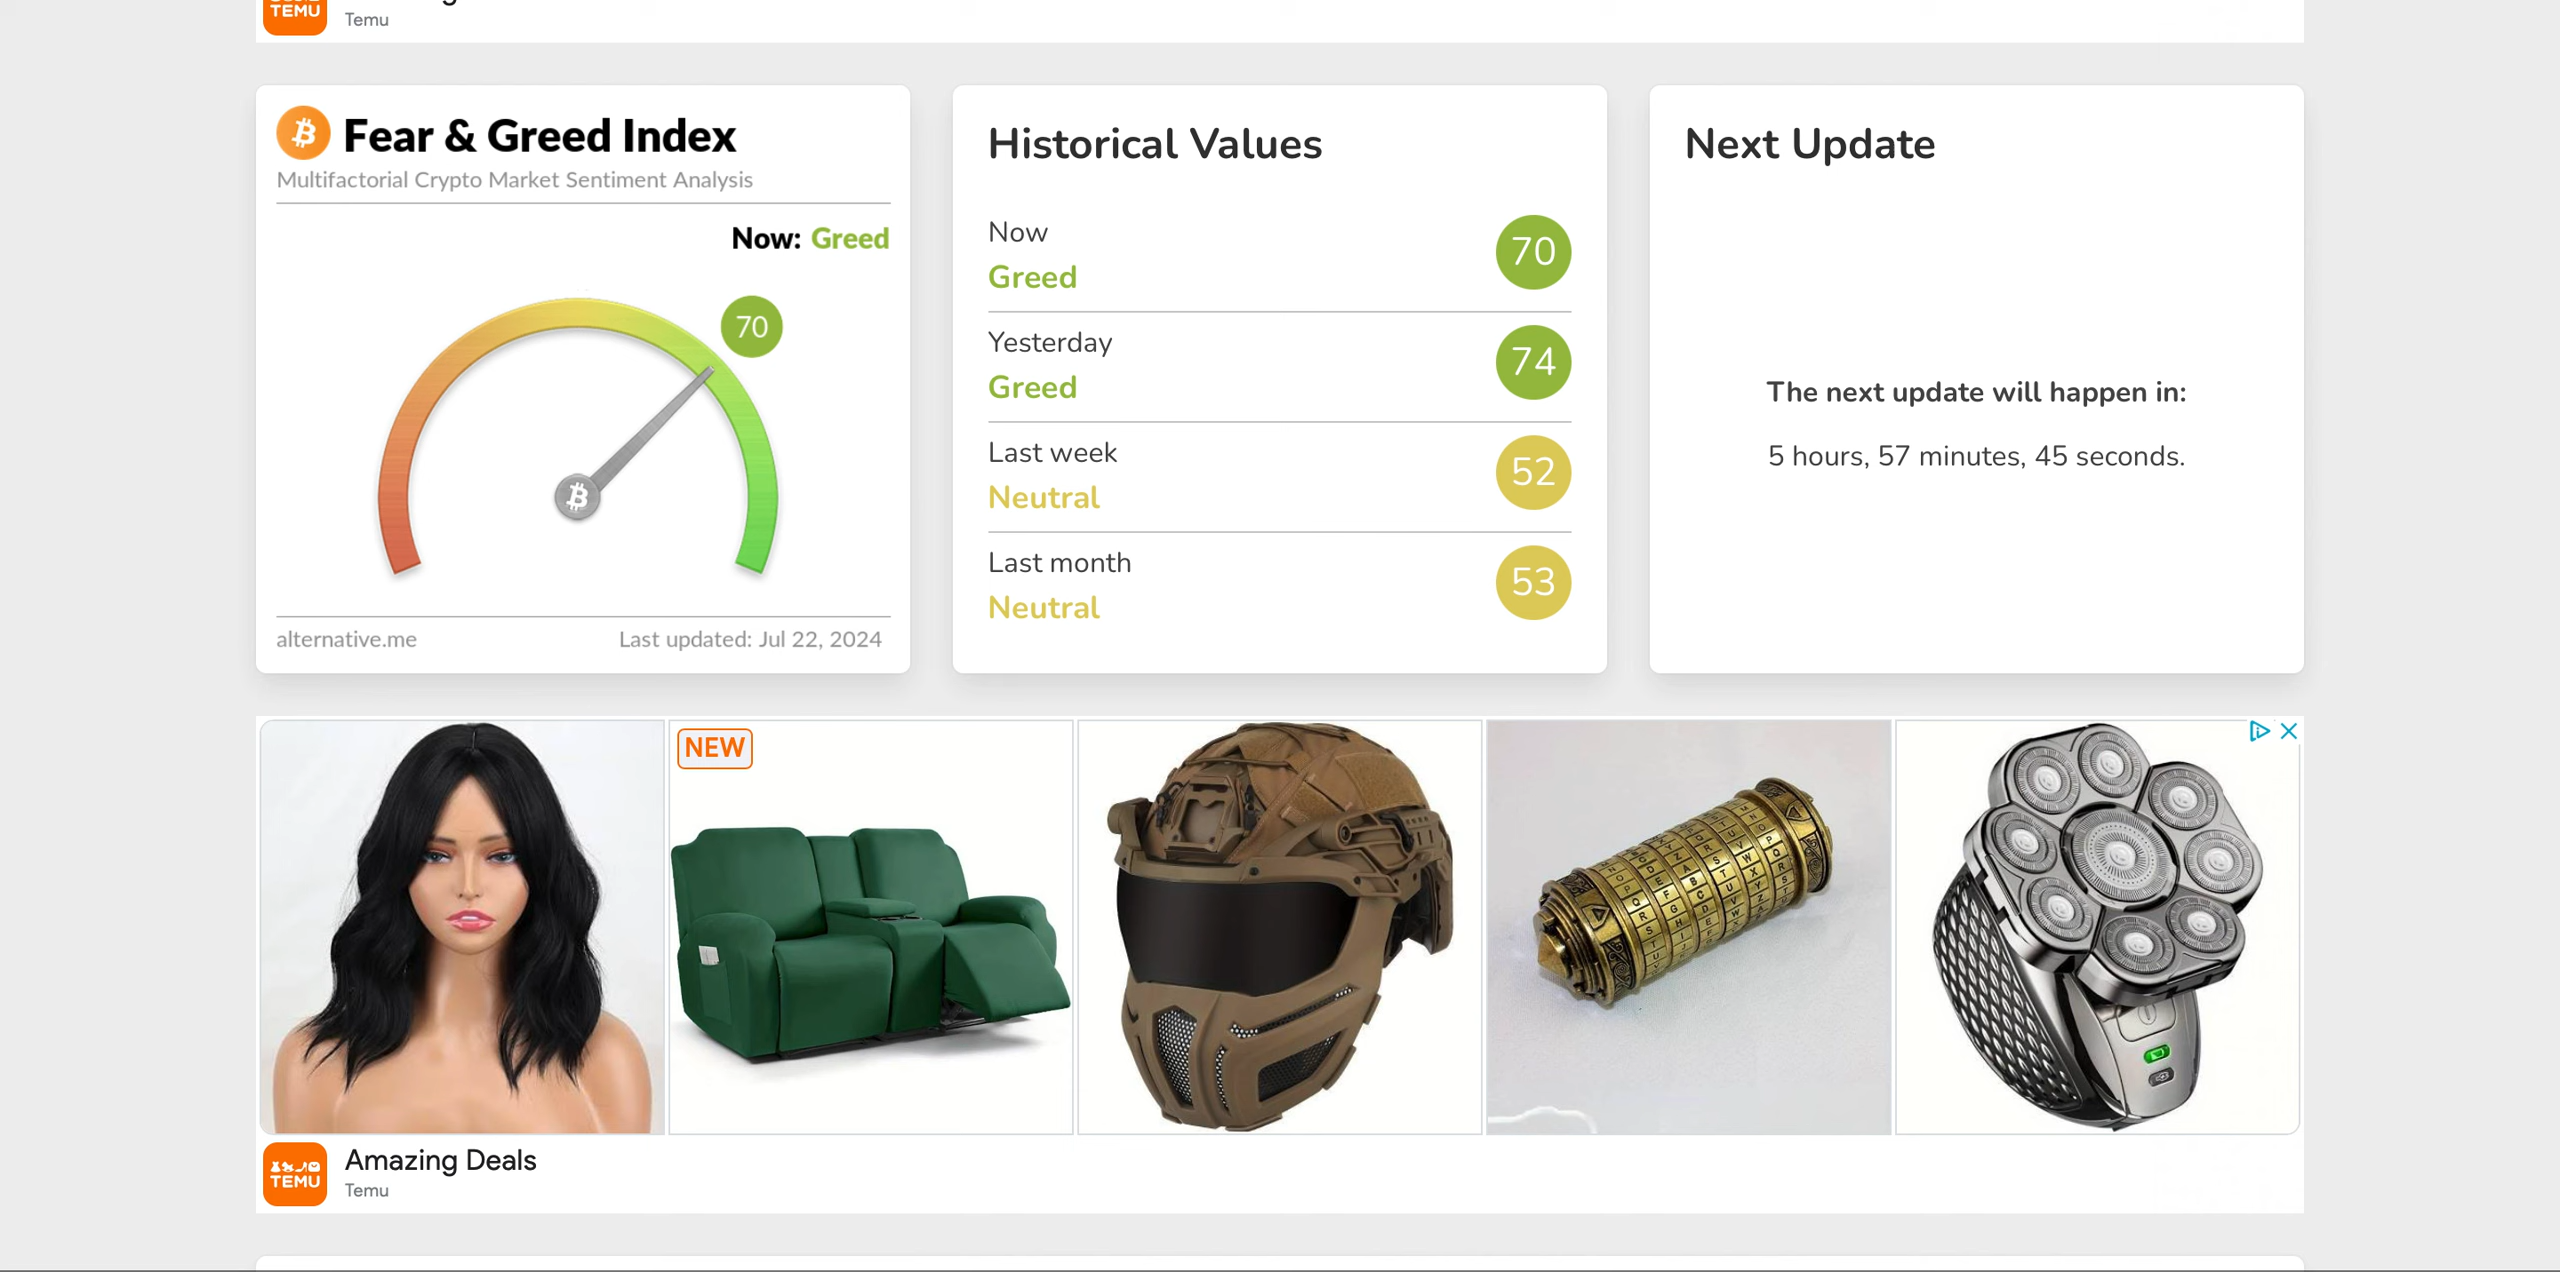 TEMU
Temu
Fear & Greed Index
Multifactorial Crypto Market Sentiment Analysis
Now: Greed
70
alternative.me
Last updated: Jul 22, 2024
Historical Values
Now
Greed
70
Yesterday
Greed
74
Last week
Neutral
52
Last month
Neutral
53
Next Update
The next update will happen in:
5 hours, 57 minutes, 45 seconds.
NEW
TEMU
Amazing Deals
Temu